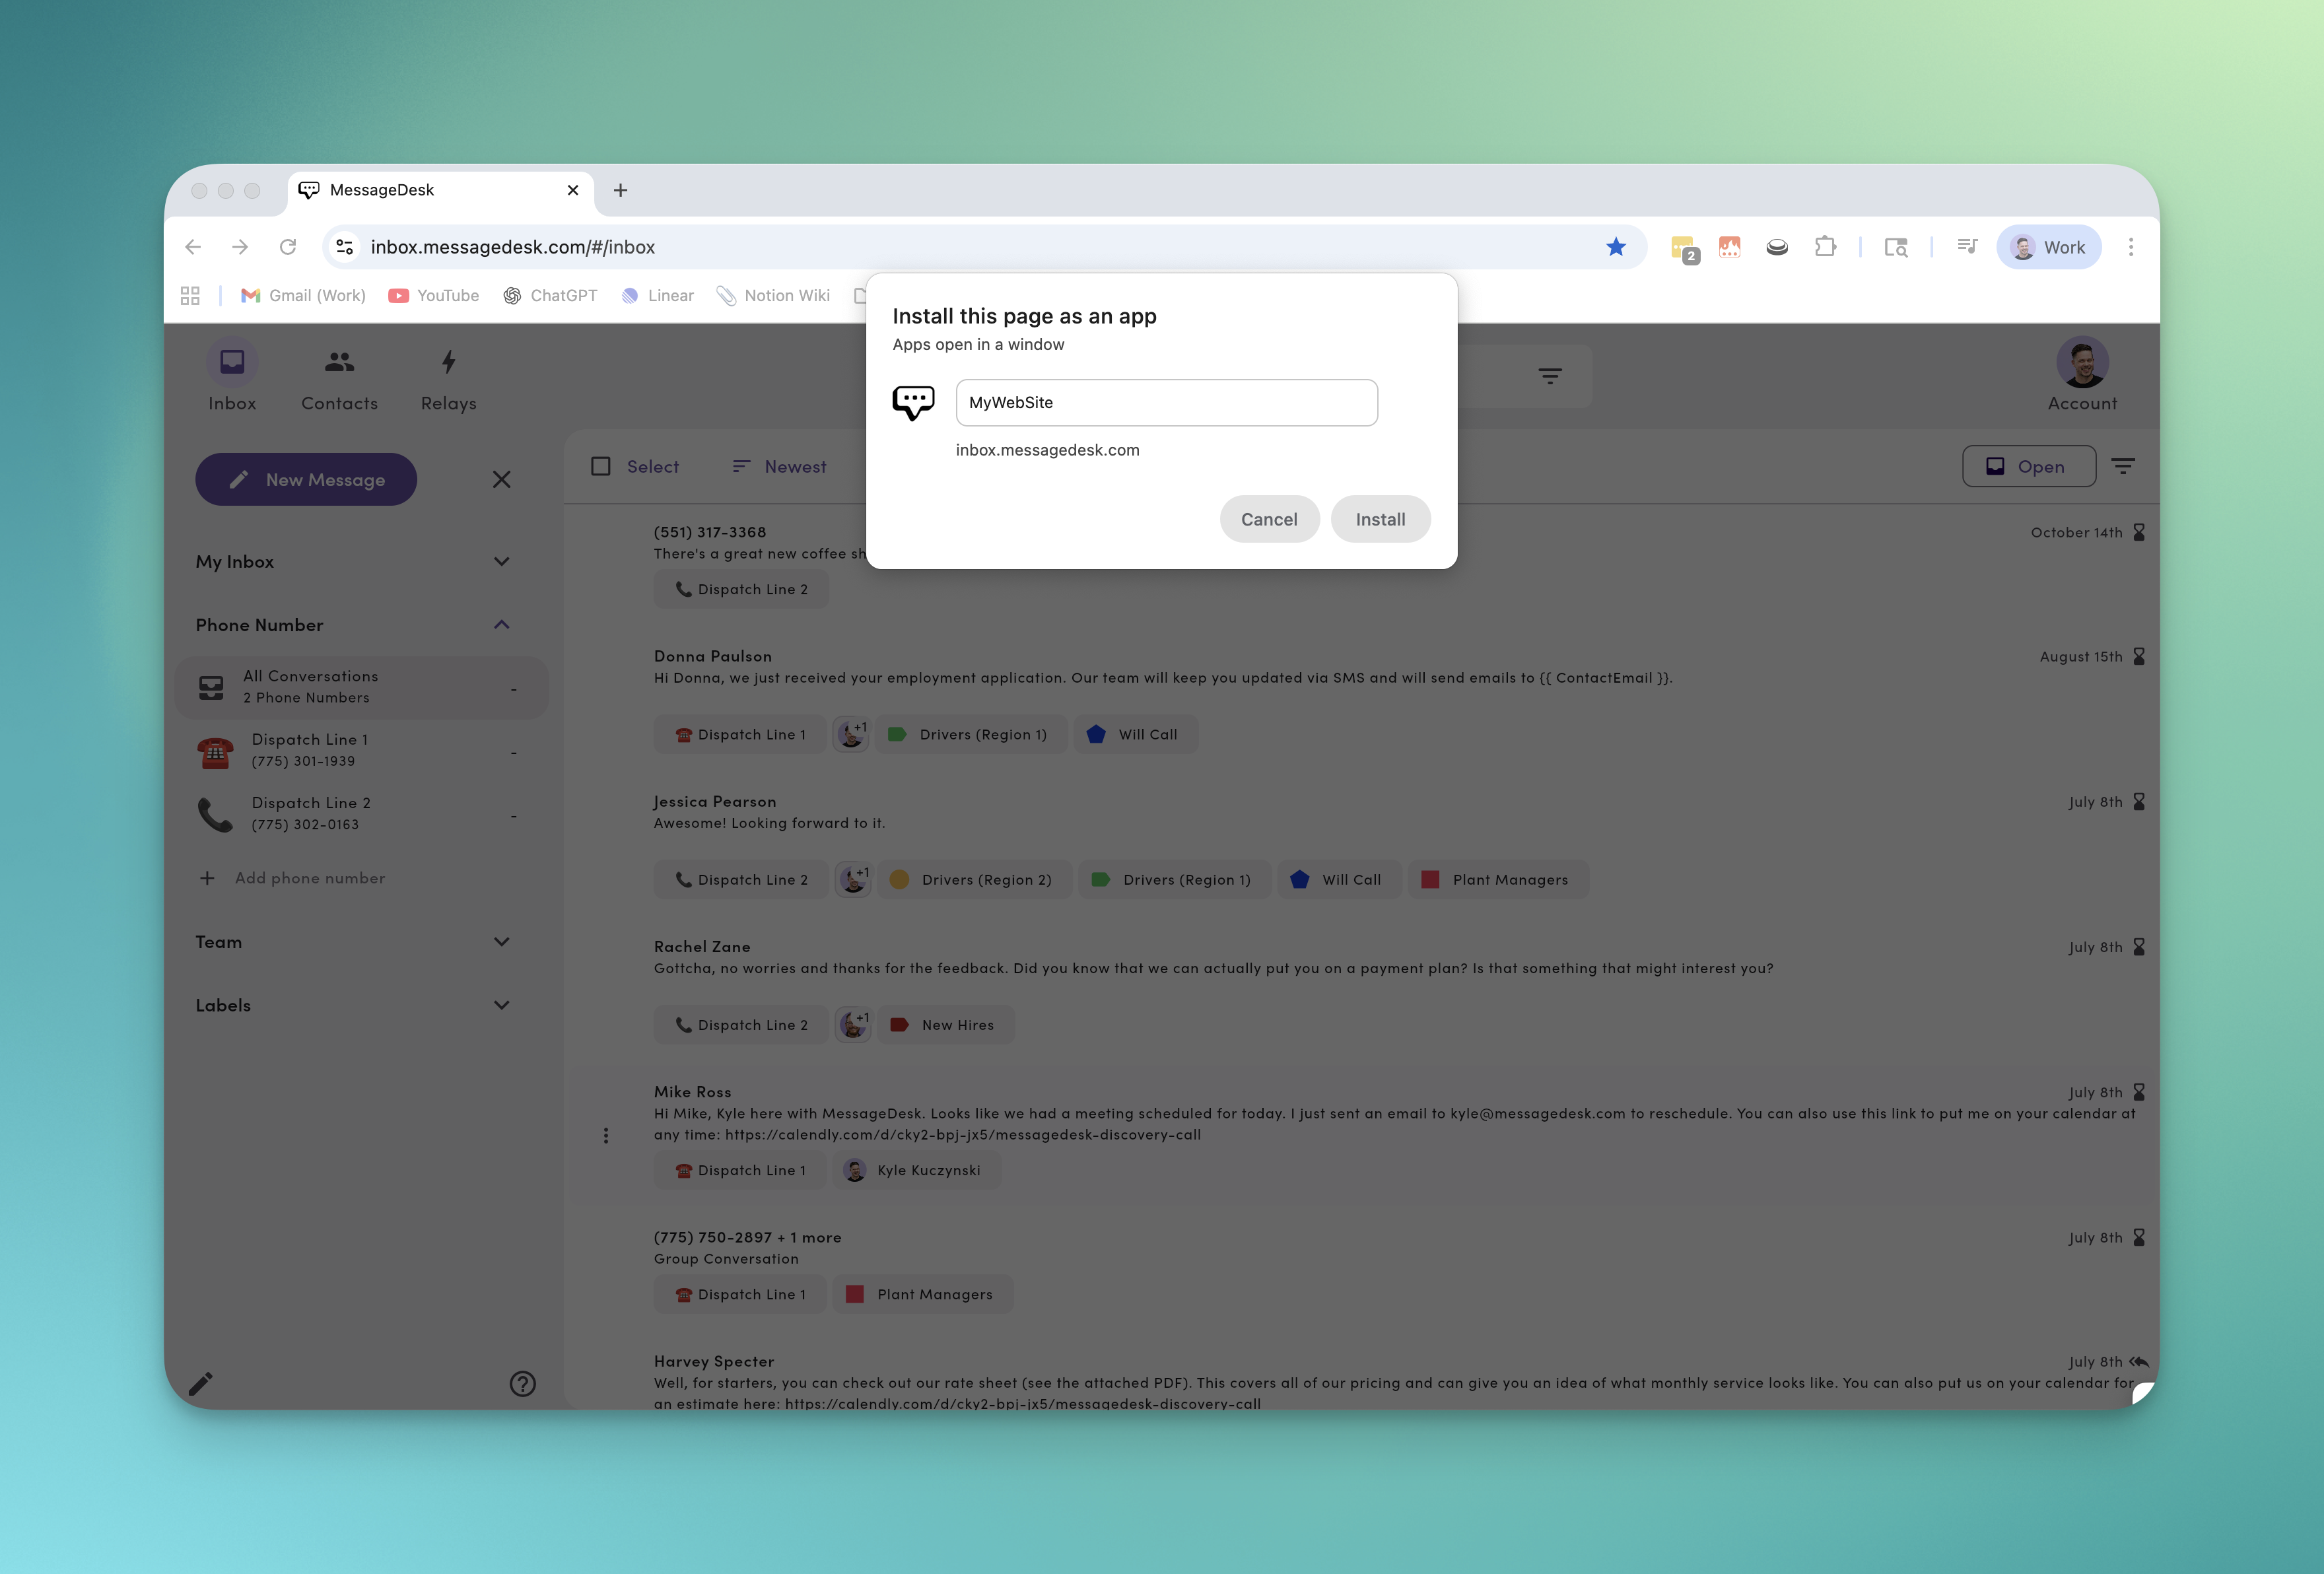 MessageDesk
inbox.messagedesk.com/#/inbox
2
Work
Gmail (Work)
YouTube
ChatGPT
Linear
Notion Wiki
Install this page as an app
Apps open in a window
MyWebSite
inbox.messagedesk.com
Cancel
Install
Inbox
Contacts
Relays
Account
New Message
My Inbox
Phone Number
All Conversations
2 Phone Numbers
-
Dispatch Line 1
(775) 301-1939
-
Dispatch Line 2
(775) 302-0163
-
Add phone number
Team
Labels
Select
Newest
Open
(551) 317-3368
October 14th
There's a great new coffee
Dispatch Line 2
Donna Paulson
August 15th
Hi Donna, we just received your employment application. Our team will keep you updated via SMS and will send emails to {{ ContactEmail }}.
Dispatch Line 1
+1
Drivers (Region 1)
Will Call
Jessica Pearson
July 8th
Awesome! Looking forward to it.
Dispatch Line 2
+1
Drivers (Region 2)
Drivers (Region 1)
Will Call
Plant Managers
Rachel Zane
July 8th
Gottcha, no worries and thanks for the feedback. Did you know that we can actually put you on a payment plan? Is that something that might interest you?
Dispatch Line 2
+1
New Hires
Mike Ross
July 8th
Hi Mike, Kyle here with MessageDesk. Looks like we had a meeting scheduled for today. I just sent an email to kyle@messagedesk.com to reschedule. You can also use this link to put me on your calendar at
any time: https://calendly.com/d/cky2-bpj-jx5/messagedesk-discovery-call
Dispatch Line 1
Kyle Kuczynski
(775) 750-2897 + 1 more
July 8th
Group Conversation
Dispatch Line 1
Plant Managers
Harvey Specter
July 8th
Well, for starters, you can check out our rate sheet (see the attached PDF). This covers all of our pricing and can give you an idea of what monthly service looks like. You can also put us on your calendar for
an estimate here: https://calendly.com/d/cky2-bpj-jx5/messagedesk-discovery-call